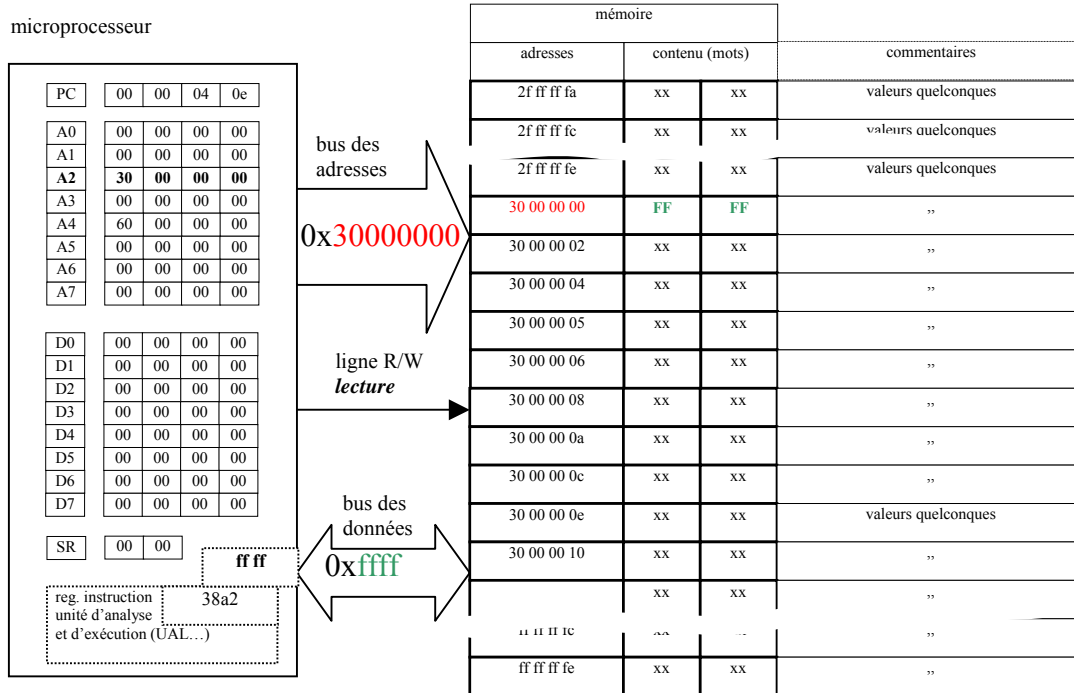 microprocesseur
PC 00 00 04 0e
A0 00 00 00 00
A1 00 00 00 00
A2 30 00 00 00
A3 00 00 00 00
A4 60 00 00 00
A5 00 00 00 00
A6 00 00 00 00
A7 00 00 00 00
D0 00 00 00 00
D1 00 00 00 00
D2 00 00 00 00
D3 00 00 00 00
D4 00 00 00 00
D5 00 00 00 00
D6 00 00 00 00
D7 00 00 00 00
SR 00 00
ff ff
reg. instruction 38a2
unité d'analyse
et d'exécution (UAL…)
bus des
adresses
0x30000000
ligne R/W
lecture
bus des
données
0xffff
mémoire
adresses contenu (mots) commentaires
2f ff ff fa xx xx valeurs quelconques
2f ff ff fc xx xx valeurs quelconques
2f ff ff fe xx xx valeurs quelconques
30 00 00 00 FF FF ,,
30 00 00 02 xx xx ,,
30 00 00 04 xx xx ,,
30 00 00 05 xx xx ,,
30 00 00 06 xx xx ,,
30 00 00 08 xx xx ,,
30 00 00 0a xx xx ,,
30 00 00 0c xx xx ,,
30 00 00 0e xx xx valeurs quelconques
30 00 00 10 xx xx ,,
xx xx ,,
,,
ff ff ff fe xx xx ,,